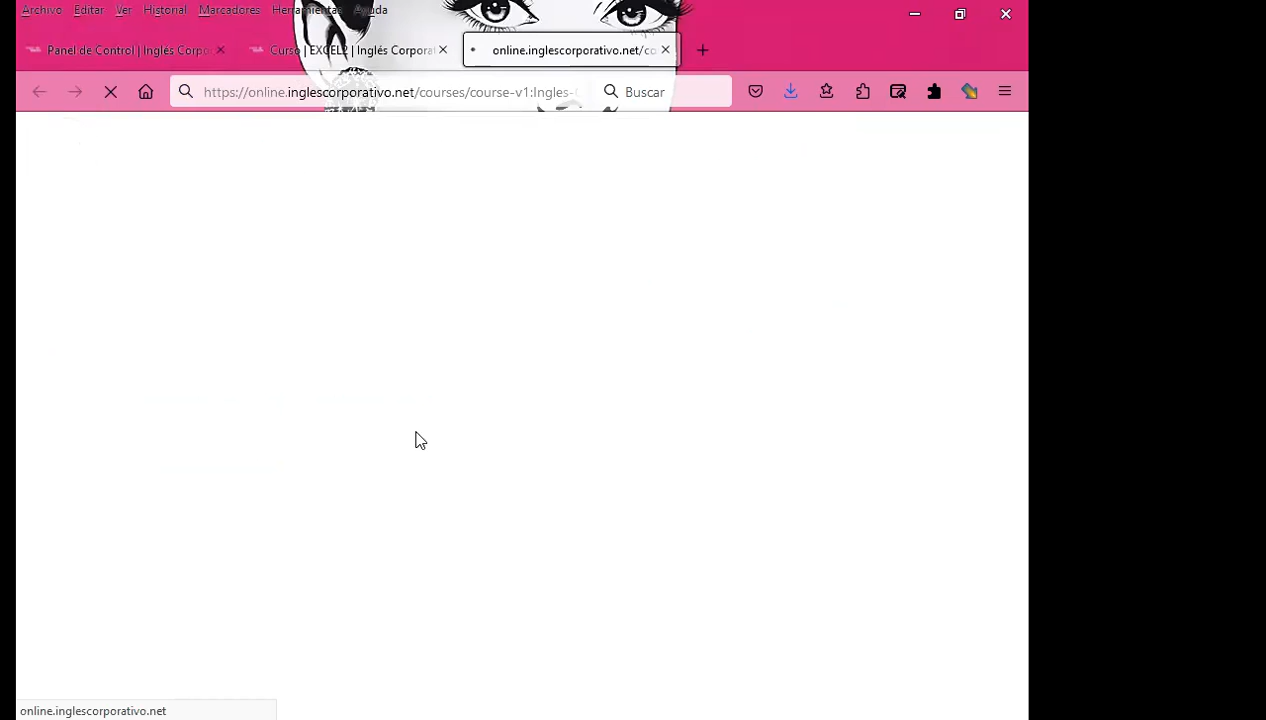 Archivo Editar Ver Historial Marcadores Herramientas Ayuda
Panel de Control | Inglés Corpo
Curso | EXCEL2 | Inglés Corporat
online.inglescorporativo.net/co
https://online.inglescorporativo.net/courses/course-v1:Ingles-
Buscar
online.inglescorporativo.net